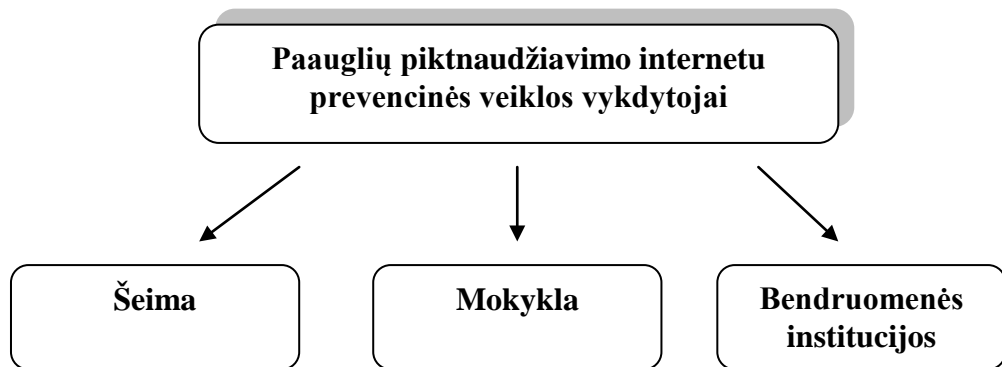 Paauglių piktnaudžiavimo internetu
prevencinės veiklos vykdytojai
Šeima
Mokykla
Bendruomenės
institucijos